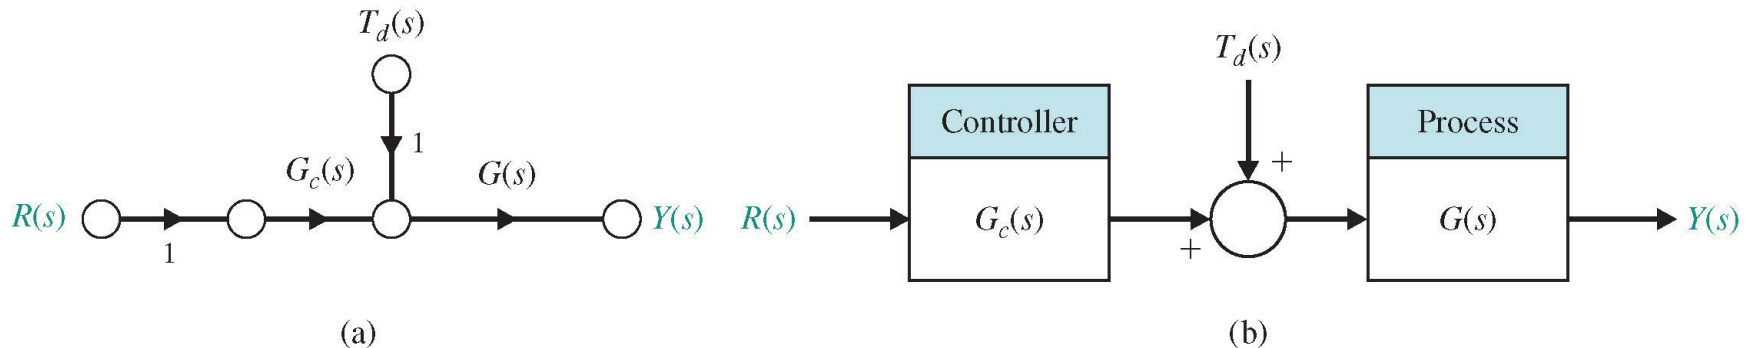 T_d(s)
1
G_c(s)
G(s)
R(s)
Y(s)
1
(a)
T_d(s)
Controller
+
Process
R(s)
G_c(s)
+
G(s)
Y(s)
(b)